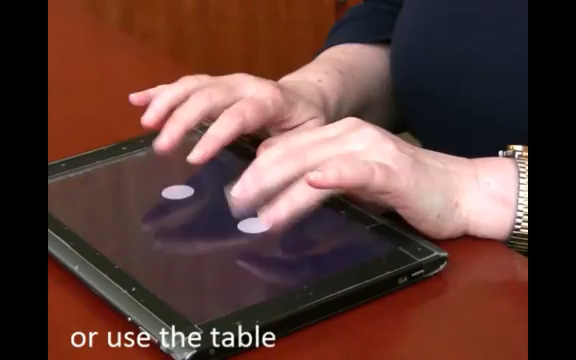 or use the table